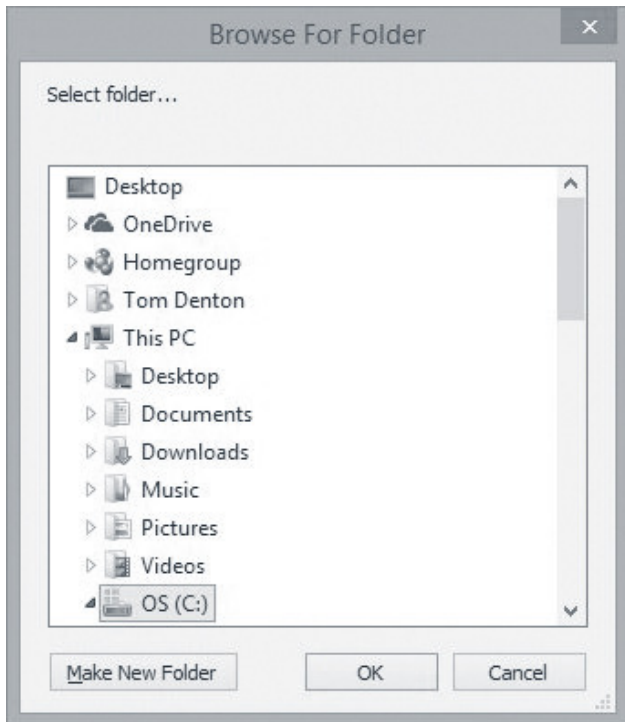 Browse For Folder
Select folder...
Desktop
OneDrive
Homegroup
Tom Denton
This PC
Desktop
Documents
Downloads
Music
Pictures
Videos
OS (C:)
Make New Folder OK Cancel